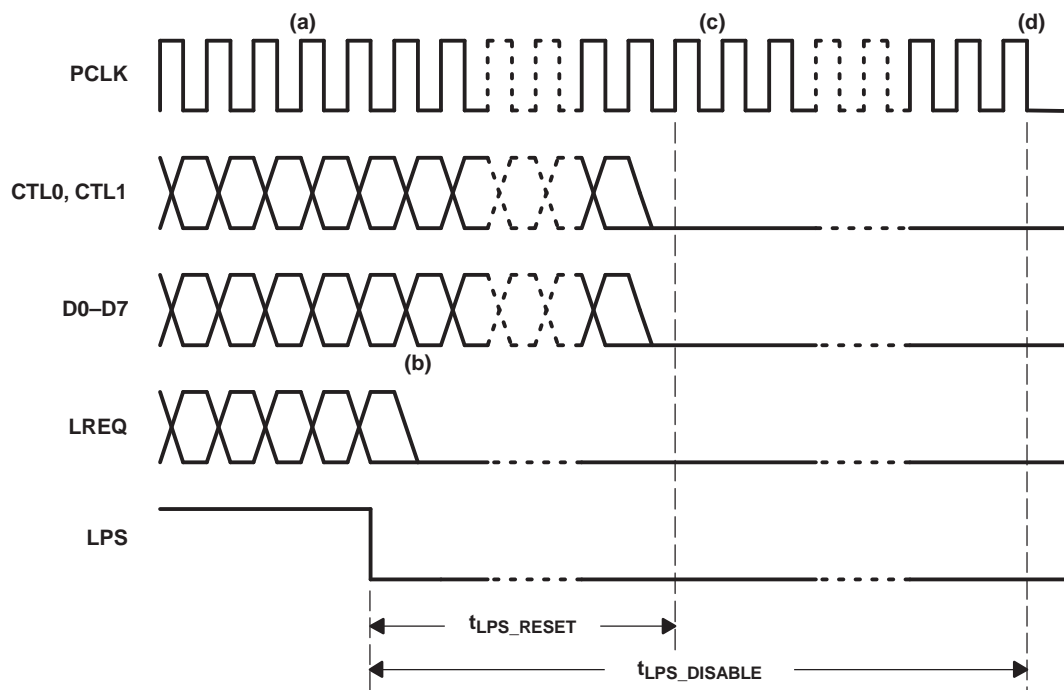 (a) (c) (d)
PCLK
CTL0, CTL1
D0–D7
(b)
LREQ
LPS
tLPS_RESET
tLPS_DISABLE